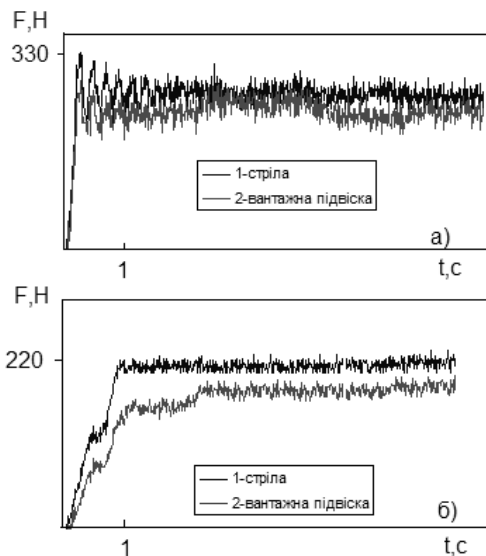 F,Н
330
1-стріла
2-вантажна підвіска
а)
1
t,с
F,Н
220
1-стріла
2-вантажна підвіска
б)
1
t,с